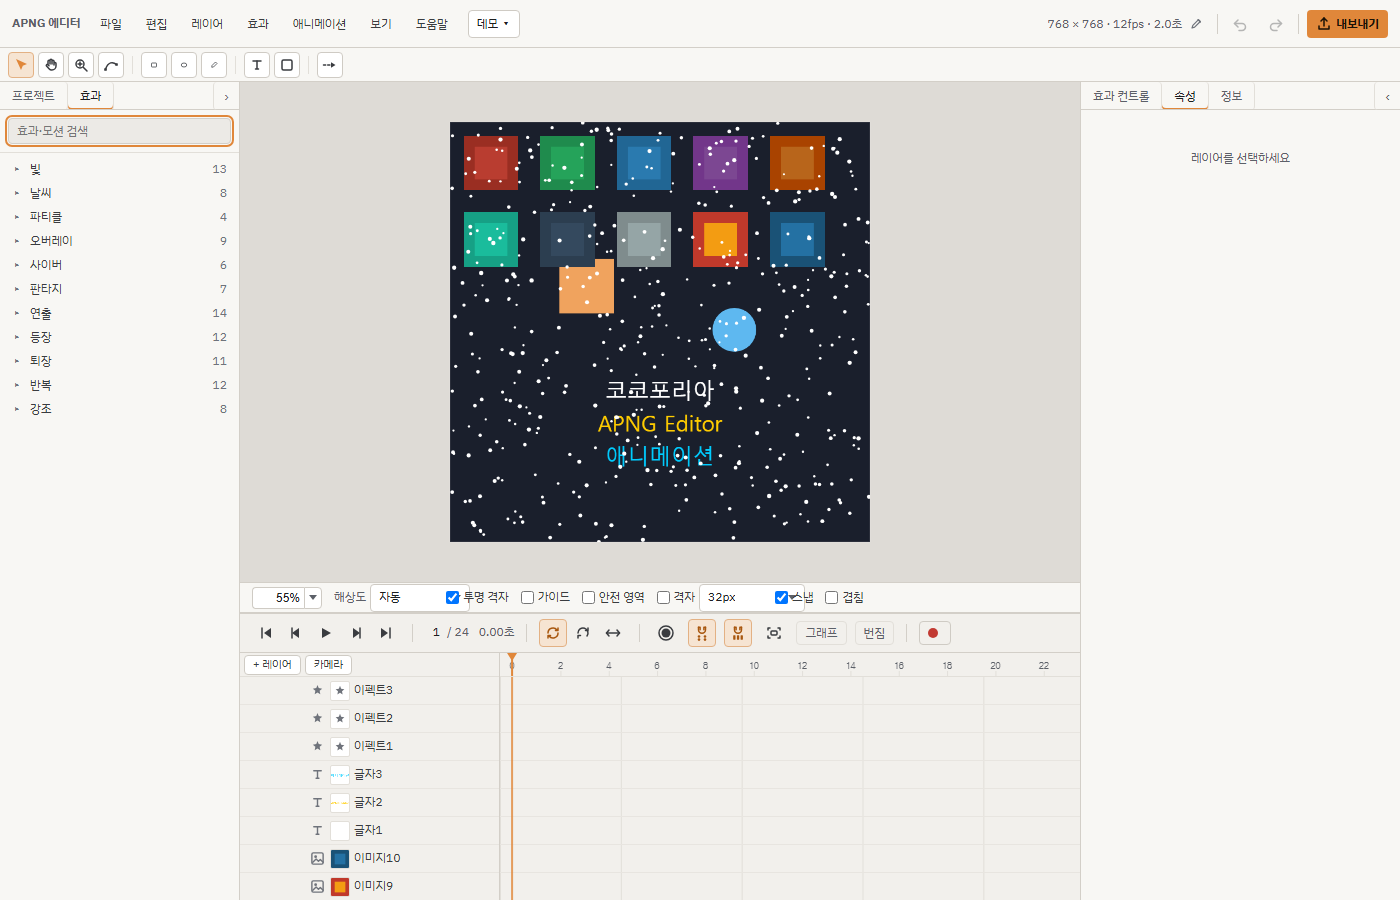 APNG 에디터 파일 편집 레이어 효과 애니메이션 보기 도움말 데모 768 × 768 · 12fps · 2.0초 내보내기
프로젝트 효과
효과·모션 검색
빛 13
날씨 8
파티클 4
오버레이 9
사이버 6
판타지 7
연출 14
등장 12
퇴장 11
반복 12
강조 8
코코포리아
APNG Editor
애니메이션
효과 컨트롤 속성 정보
레이어를 선택하세요
55% 해상도 자동 투명 격자 가이드 안전 영역 격자 32px 스냅 겹침
1 / 24 0.00초 그래프 번짐
+ 레이어 카메라 0 2 4 6 8 10 12 14 16 18 20 22
이펙트3
이펙트2
이펙트1
글자3
글자2
글자1
이미지10
이미지9